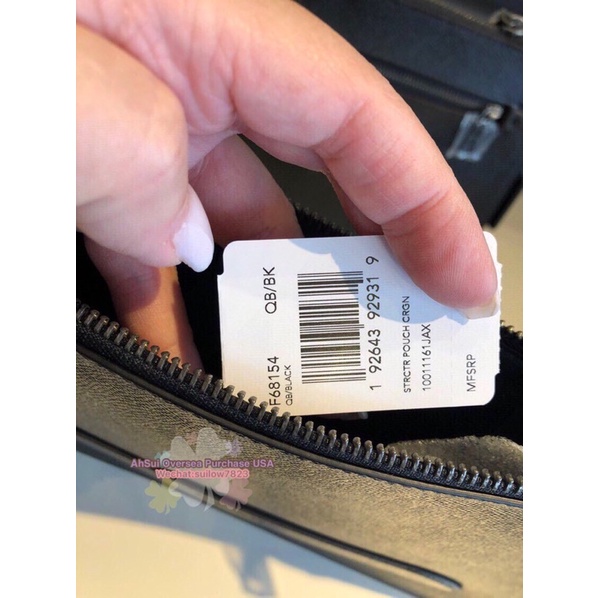 F68154 QB/BK
QB/BLACK
1 92643 92931 9
STRCTR POUCH CRGN
10011161JAX
MFSRP
AhSui Oversea Purchase USA
Wechat:suilow7823